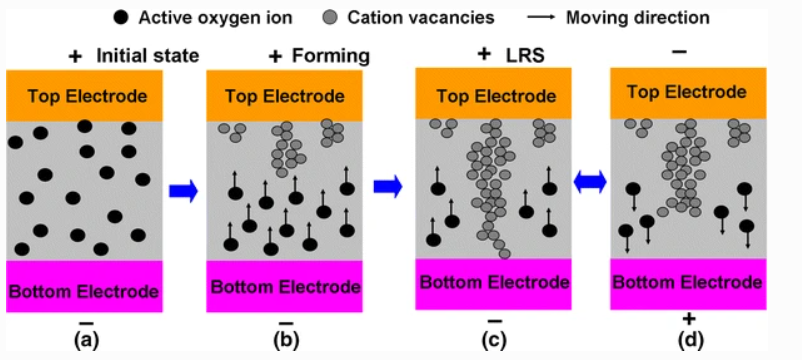 Active oxygen ion Cation vacancies Moving direction
+ Initial state + Forming + LRS −
Top Electrode Top Electrode Top Electrode Top Electrode
Bottom Electrode Bottom Electrode Bottom Electrode Bottom Electrode
− − − +
(a) (b) (c) (d)